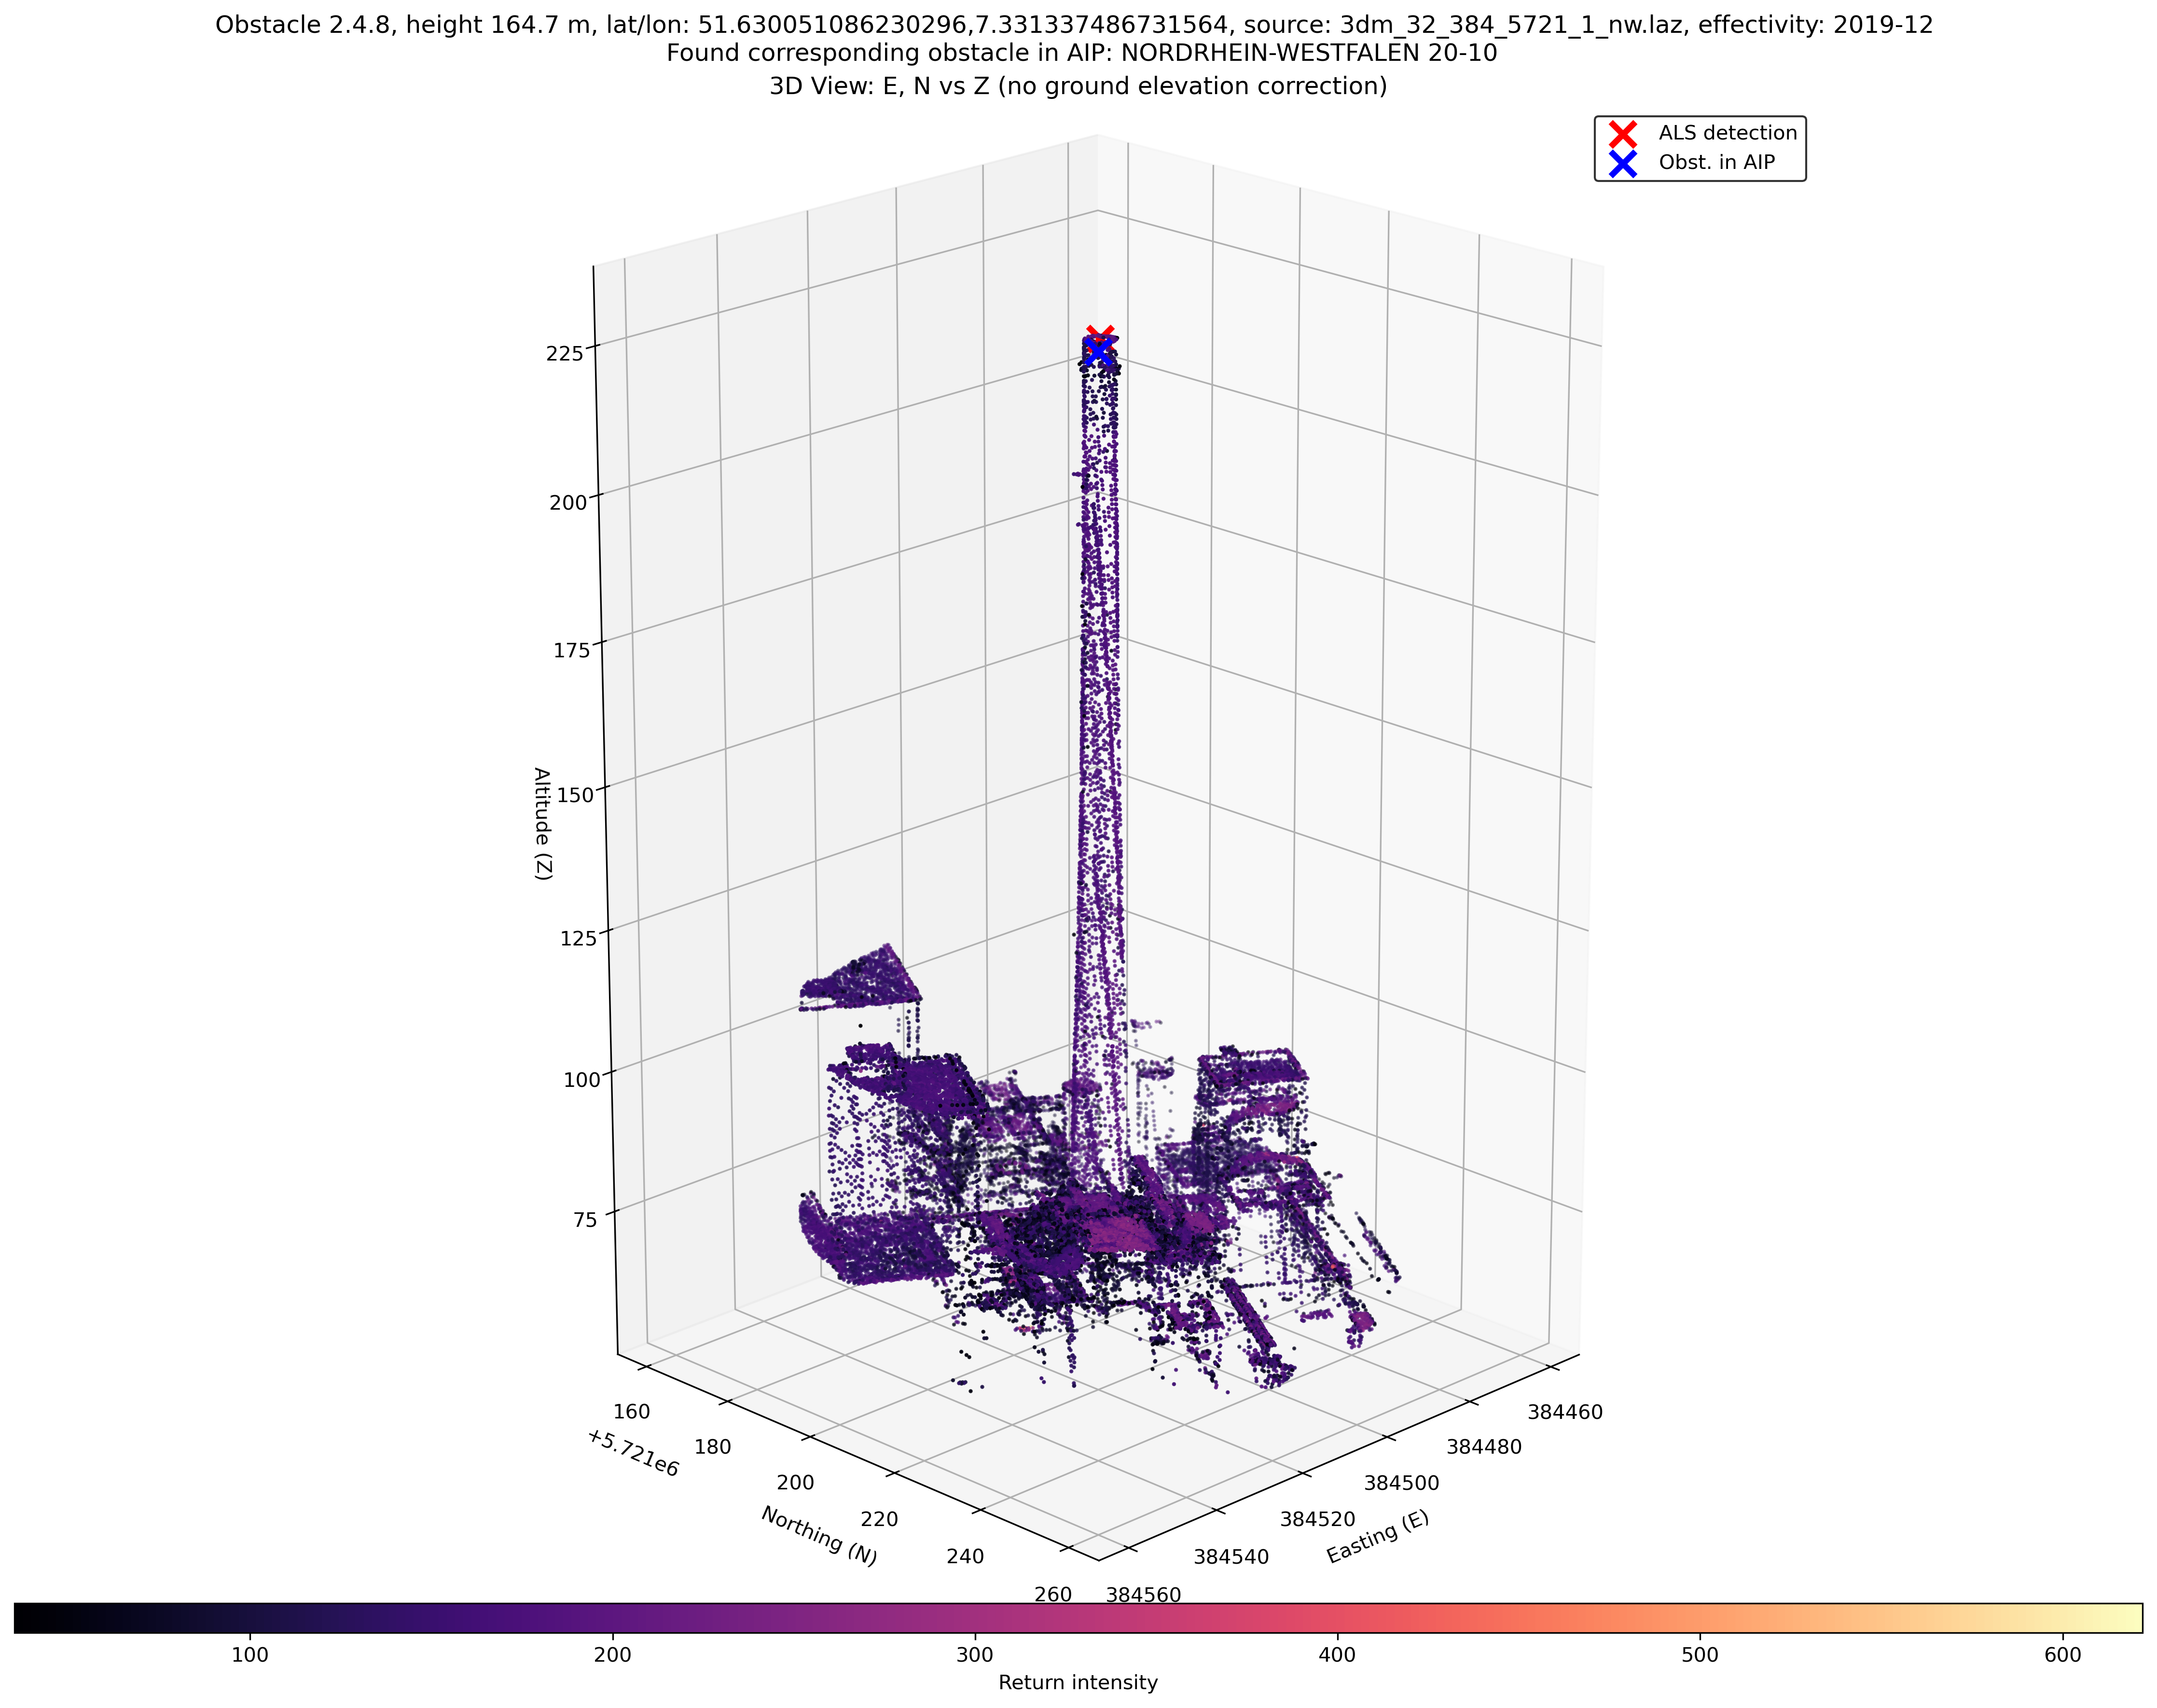 Obstacle 2.4.8, height 164.7 m, lat/lon: 51.630051086230296,7.331337486731564, source: 3dm_32_384_5721_1_nw.laz, effectivity: 2019-12
Found corresponding obstacle in AIP: NORDRHEIN-WESTFALEN 20-10
3D View: E, N vs Z (no ground elevation correction)
ALS detection
Obst. in AIP
225
200
175
150
125
100
75
Altitude (Z)
160
180
200
220
240
260
+5.721e6
Northing (N)
384460
384480
384500
384520
384540
384560
Easting (E)
100
200
300
400
500
600
Return intensity